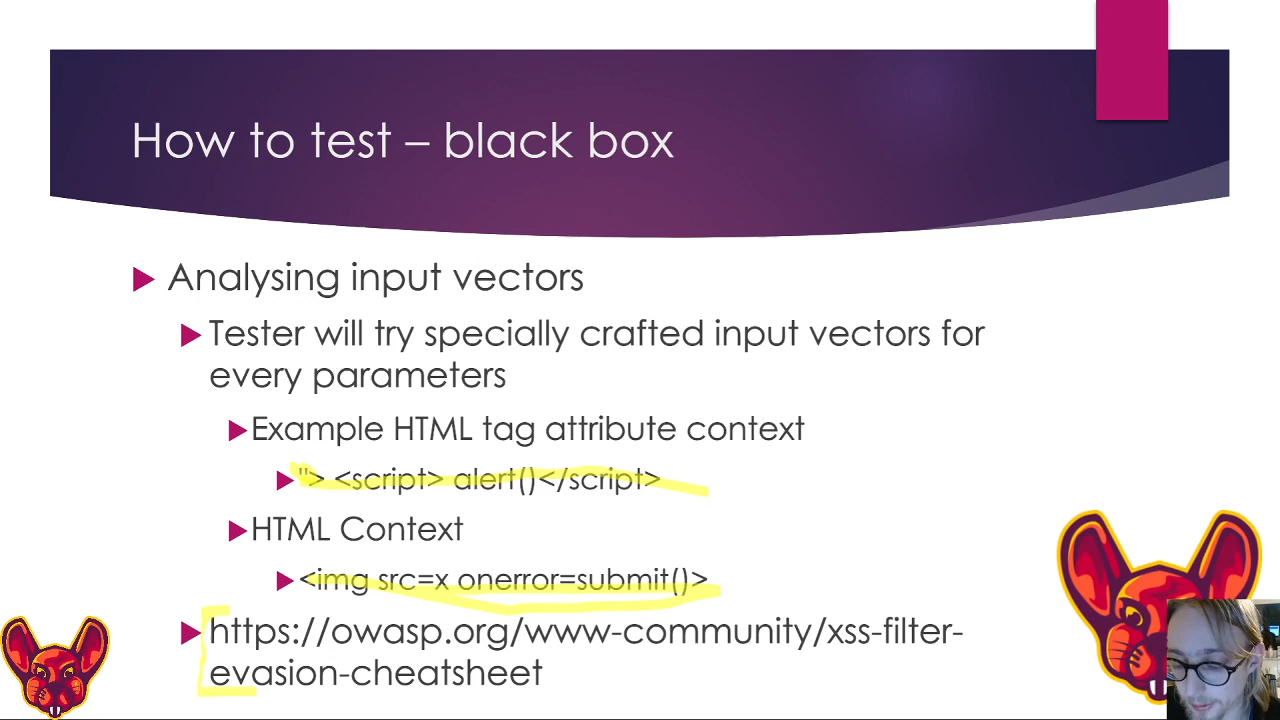 How to test – black box
Analysing input vectors
Tester will try specially crafted input vectors for
every parameters
Example HTML tag attribute context
"> <script> alert()</script>
HTML Context
<img src=x onerror=submit()>
https://owasp.org/www-community/xss-filter-
evasion-cheatsheet